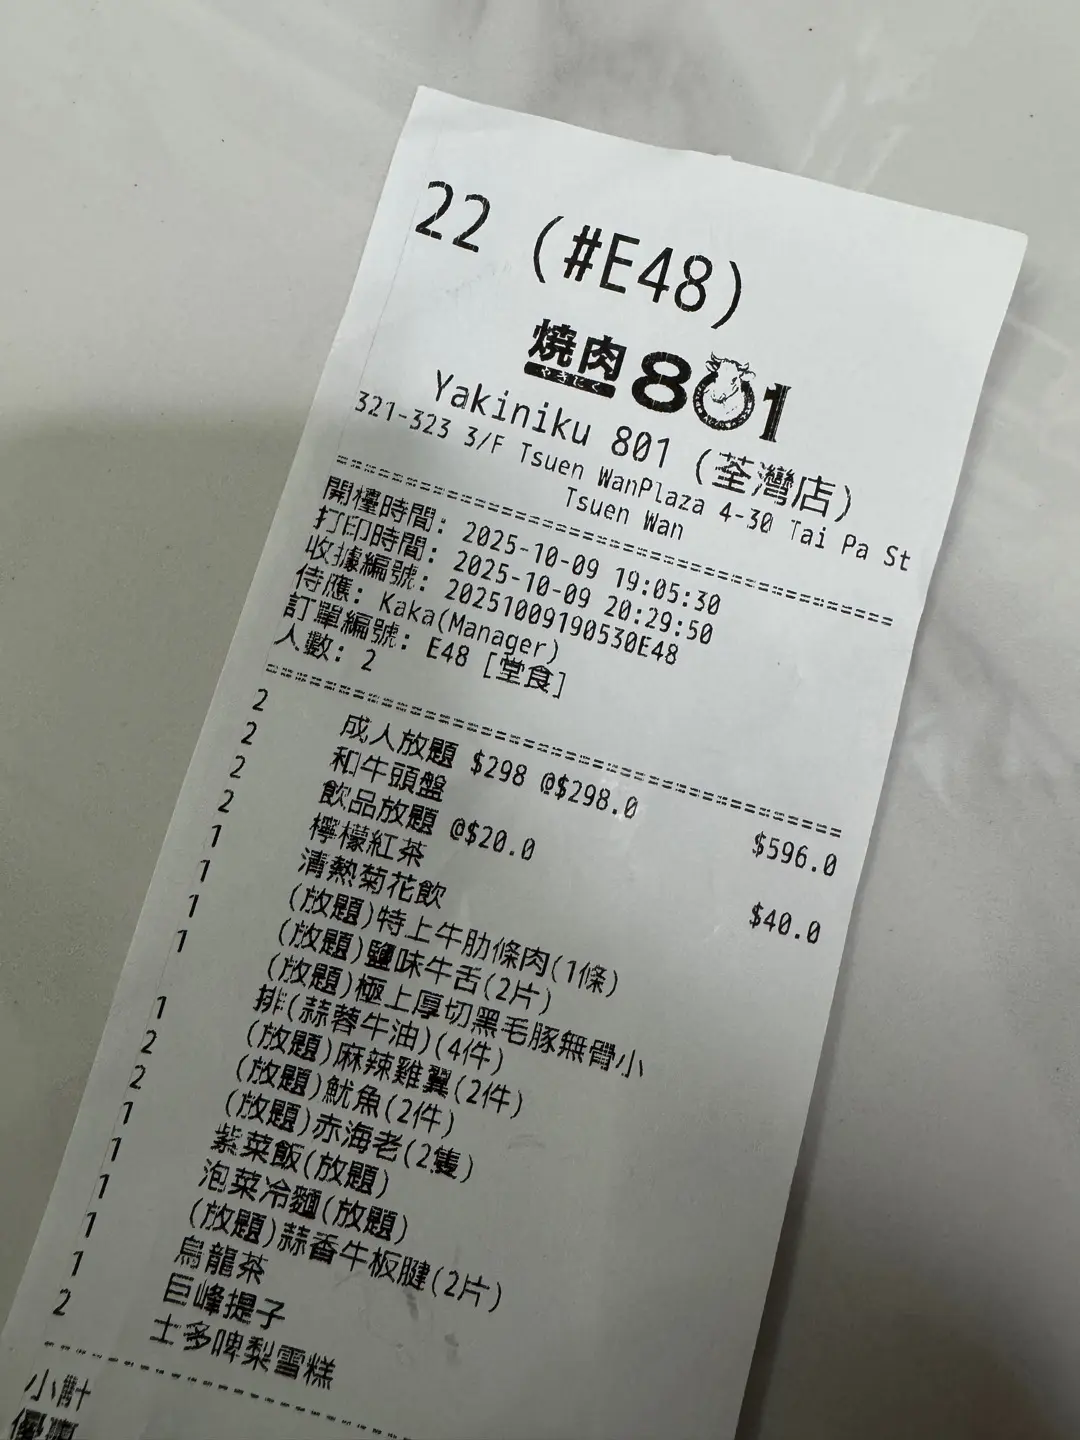 22 (#E48)
燒肉801
やきにく
Yakiniku 801 (荃灣店)
321-323 3/F Tsuen WanPlaza 4-30 Tai Pa St
Tsuen Wan
開檯時間: 2025-10-09 19:05:30
打印時間: 2025-10-09 20:29:50
收據編號: 20251009190530E48
侍應: Kaka(Manager)
訂單編號: E48 [堂食]
人數: 2
2 成人放題 $298 @$298.0 $596.0
2 和牛頭盤
2 飲品放題 @$20.0 $40.0
2 檸檬紅茶
1 清熱菊花飲
1 (放題)特上牛肋條肉(1條)
1 (放題)鹽味牛舌(2片)
1 (放題)極上厚切黑毛豚無骨小
排(蒜蓉牛油)(4件)
1 (放題)麻辣雞翼(2件)
2 (放題)魷魚(2件)
2 (放題)赤海老(2隻)
1 紫菜飯(放題)
1 泡菜冷麵(放題)
1 (放題)蒜香牛板腱(2片)
1 烏龍茶
1 巨峰提子
2 士多啤梨雪糕
小計